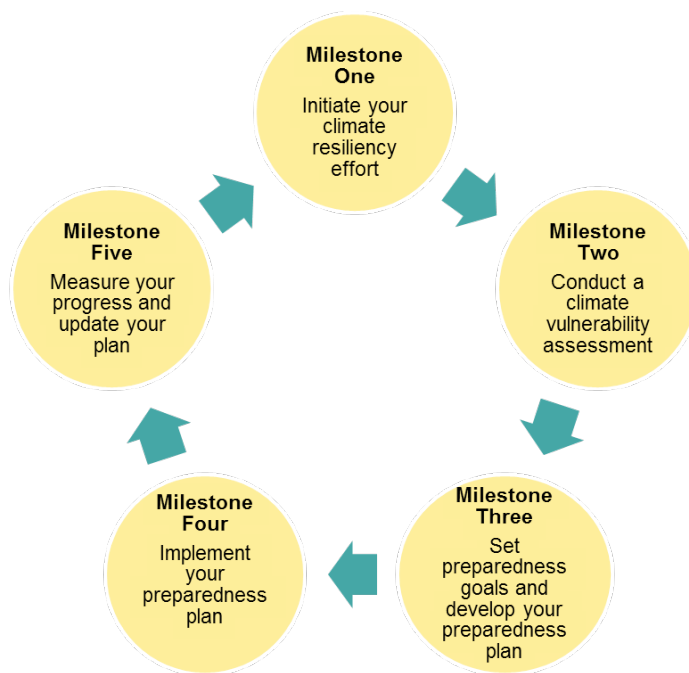 Milestone
One
Initiate your
climate
resiliency
effort
Milestone
Two
Conduct a
climate
vulnerability
assessment
Milestone
Three
Set
preparedness
goals and
develop your
preparedness
plan
Milestone
Four
Implement
your
preparedness
plan
Milestone
Five
Measure your
progress and
update your
plan